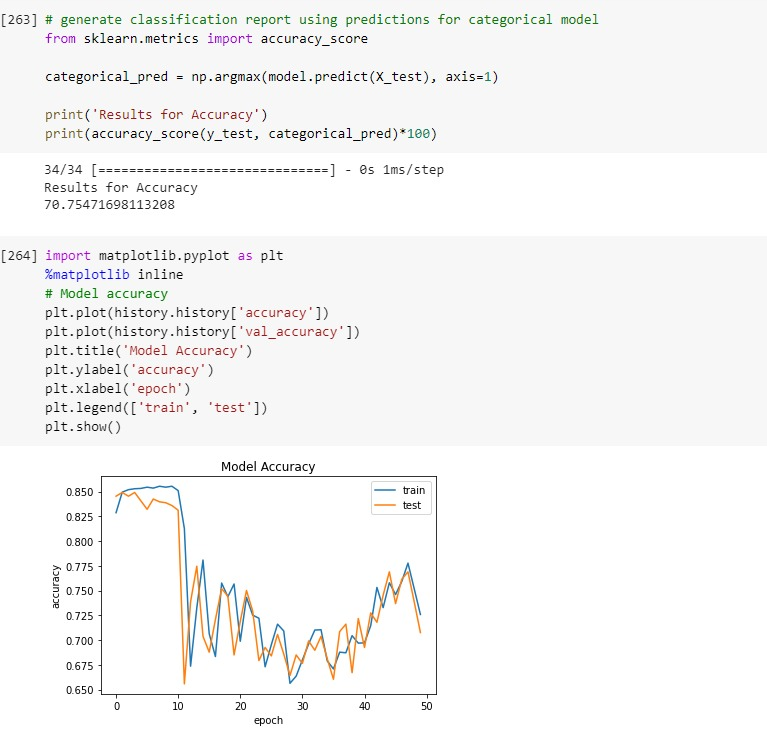 [263] # generate classification report using predictions for categorical model
from sklearn.metrics import accuracy_score
categorical_pred = np.argmax(model.predict(X_test), axis=1)
print('Results for Accuracy')
print(accuracy_score(y_test, categorical_pred)*100)
34/34 [==============================] - 0s 1ms/step
Results for Accuracy
70.75471698113208
[264] import matplotlib.pyplot as plt
%matplotlib inline
# Model accuracy
plt.plot(history.history['accuracy'])
plt.plot(history.history['val_accuracy'])
plt.title('Model Accuracy')
plt.ylabel('accuracy')
plt.xlabel('epoch')
plt.legend(['train', 'test'])
plt.show()
Model Accuracy
train
test
0.850
0.825
0.800
0.775
0.750
0.725
0.700
0.675
0.650
accuracy
0 10 20 30 40 50
epoch